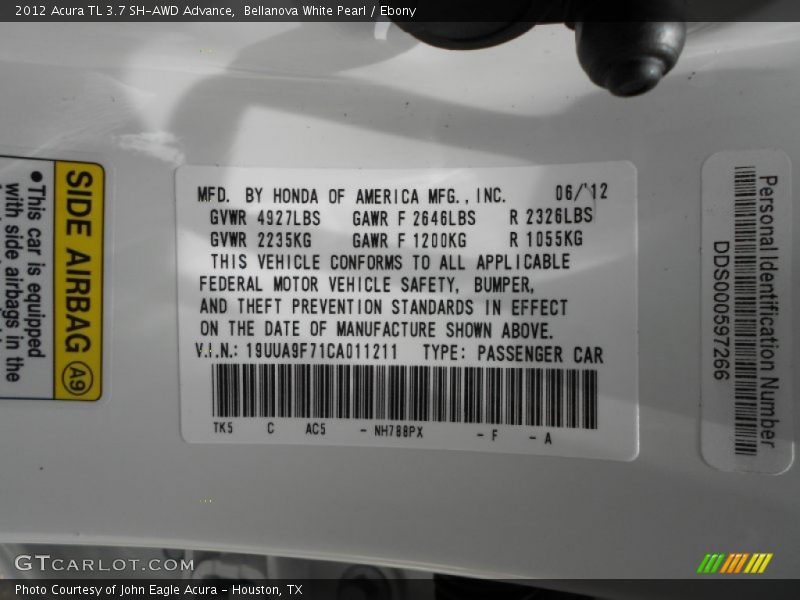 2012 Acura TL 3.7 SH-AWD Advance,  Bellanova White Pearl / Ebony
SIDE AIRBAG A9
This car is equipped
with side airbags in the
MFD. BY HONDA OF AMERICA MFG., INC. 06/'12
GVWR 4927LBS GAWR F 2646LBS R 2326LBS
GVWR 2235KG GAWR F 1200KG R 1055KG
THIS VEHICLE CONFORMS TO ALL APPLICABLE
FEDERAL MOTOR VEHICLE SAFETY, BUMPER,
AND THEFT PREVENTION STANDARDS IN EFFECT
ON THE DATE OF MANUFACTURE SHOWN ABOVE.
V.I.N.: 19UUA9F71CA011211 TYPE: PASSENGER CAR
TK5 C AC5 - NH788PX - F - A
Personal Identification Number
DDS000597266
GTCARLOT.COM
Photo Courtesy of John Eagle Acura - Houston, TX